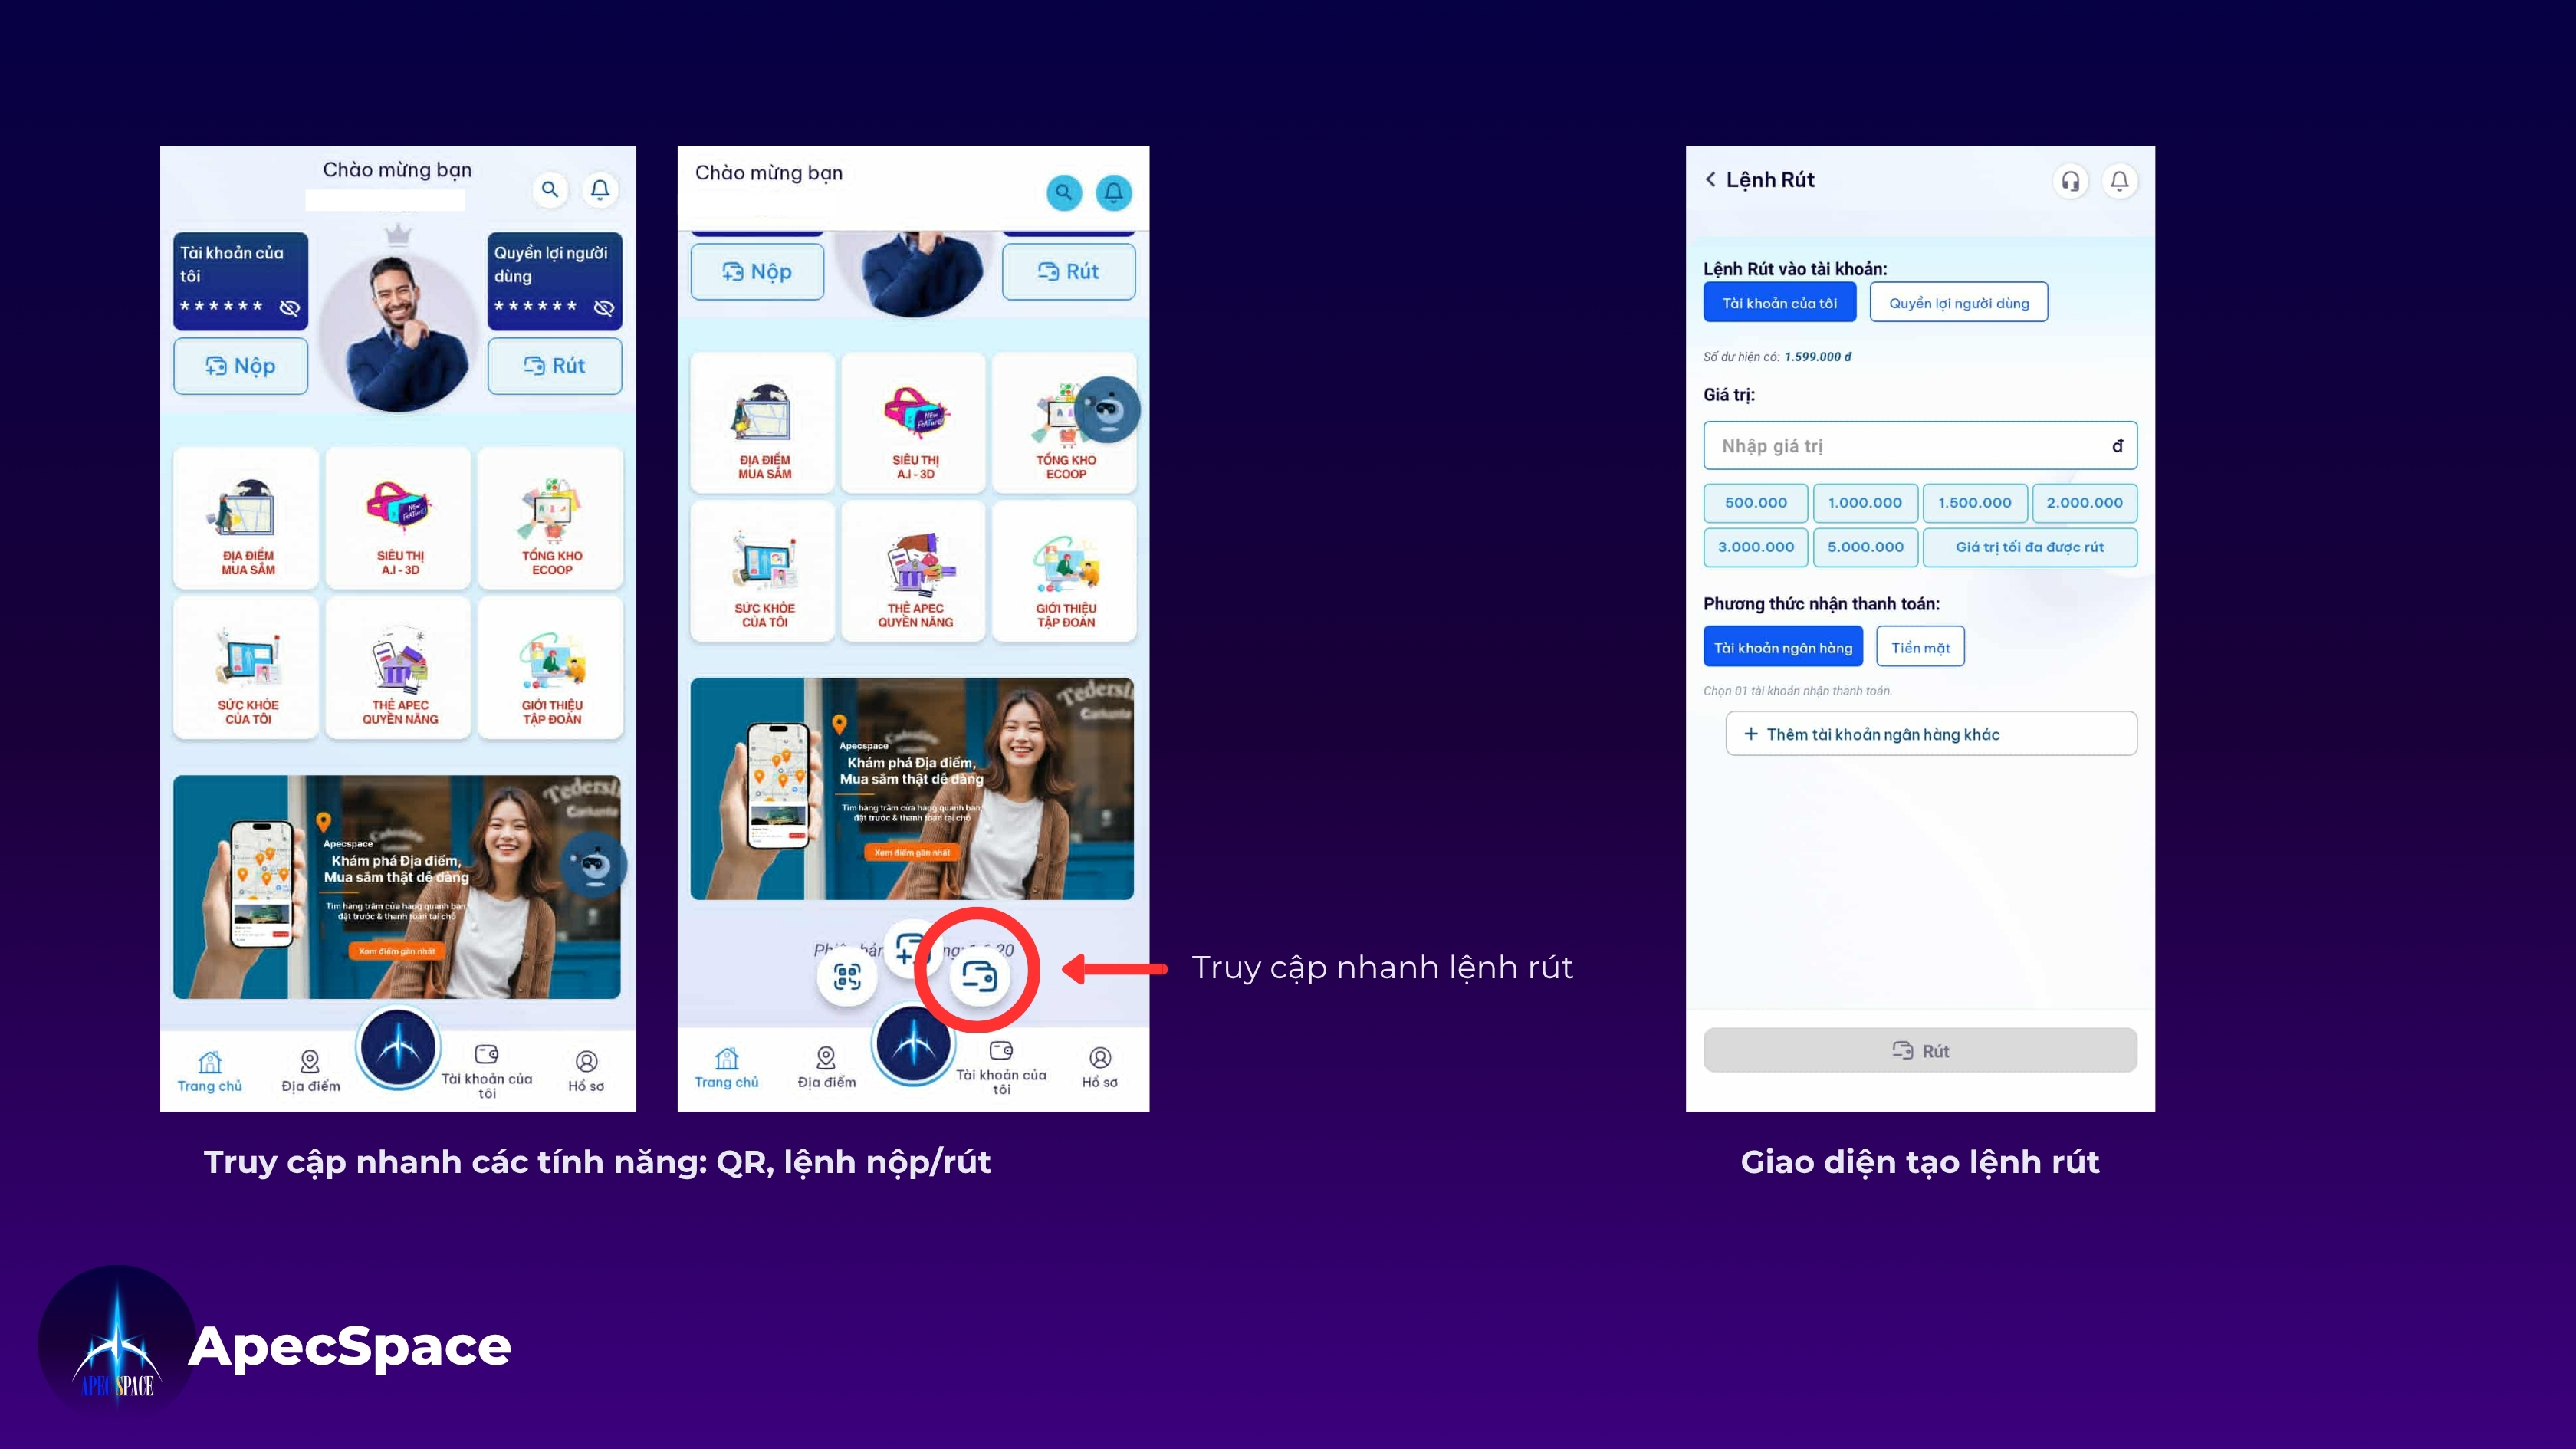 Chào mừng bạn
Tài khoản của
tôi
******
Quyền lợi người
dùng
******
Nộp
Rút
ĐỊA ĐIỂM
MUA SẮM
SIÊU THỊ
A.I - 3D
TỔNG KHO
ECOOP
SỨC KHỎE
CỦA TÔI
THẺ APEC
QUYỀN NĂNG
GIỚI THIỆU
TẬP ĐOÀN
Apecspace
Khám phá Địa điểm,
Mua sắm thật dễ dàng
Tìm hàng trăm cửa hàng quanh bạn
đặt trước & thanh toán tại chỗ
Xem điểm gần nhất
Trang chủ
Địa điểm
Tài khoản của
tôi
Hồ sơ
Chào mừng bạn
Nộp
Rút
ĐỊA ĐIỂM
MUA SẮM
SIÊU THỊ
A.I - 3D
TỔNG KHO
ECOOP
SỨC KHỎE
CỦA TÔI
THẺ APEC
QUYỀN NĂNG
GIỚI THIỆU
TẬP ĐOÀN
Apecspace
Khám phá Địa điểm,
Mua sắm thật dễ dàng
Tìm hàng trăm cửa hàng quanh bạn
đặt trước & thanh toán tại chỗ
Xem điểm gần nhất
Trang chủ
Địa điểm
Tài khoản của
tôi
Hồ sơ
Truy cập nhanh lệnh rút
Lệnh Rút
Lệnh Rút vào tài khoản:
Tài khoản của tôi
Quyền lợi người dùng
Số dư hiện có: 1.599.000 đ
Giá trị:
Nhập giá trị đ
500.000
1.000.000
1.500.000
2.000.000
3.000.000
5.000.000
Giá trị tối đa được rút
Phương thức nhận thanh toán:
Tài khoản ngân hàng
Tiền mặt
Chọn 01 tài khoản nhận thanh toán.
+ Thêm tài khoản ngân hàng khác
Rút
Truy cập nhanh các tính năng: QR, lệnh nộp/rút
Giao diện tạo lệnh rút
APECSPACE
ApecSpace